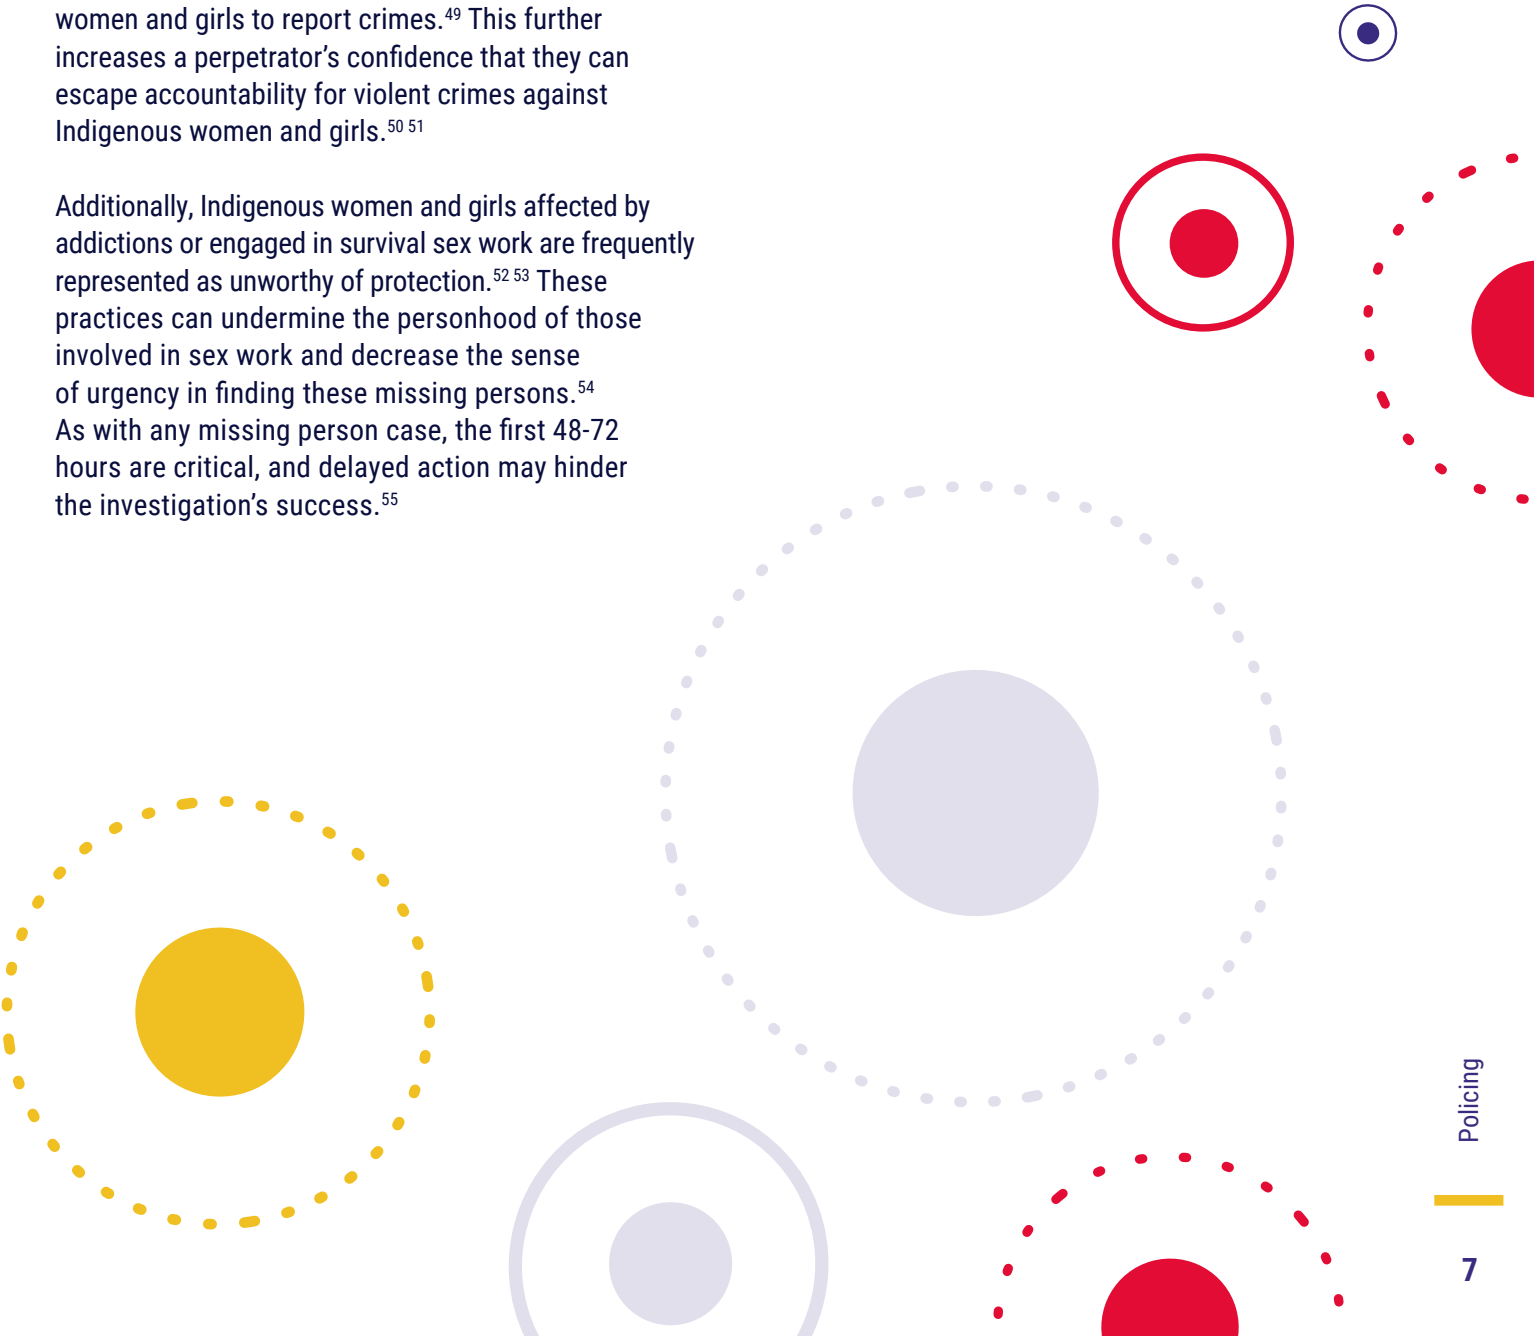 women and girls to report crimes.49 This further
increases a perpetrator’s confidence that they can
escape accountability for violent crimes against
Indigenous women and girls.50 51
Additionally, Indigenous women and girls affected by
addictions or engaged in survival sex work are frequently
represented as unworthy of protection.52 53 These
practices can undermine the personhood of those
involved in sex work and decrease the sense
of urgency in finding these missing persons.54
As with any missing person case, the first 48-72
hours are critical, and delayed action may hinder
the investigation’s success.55
Policing
7